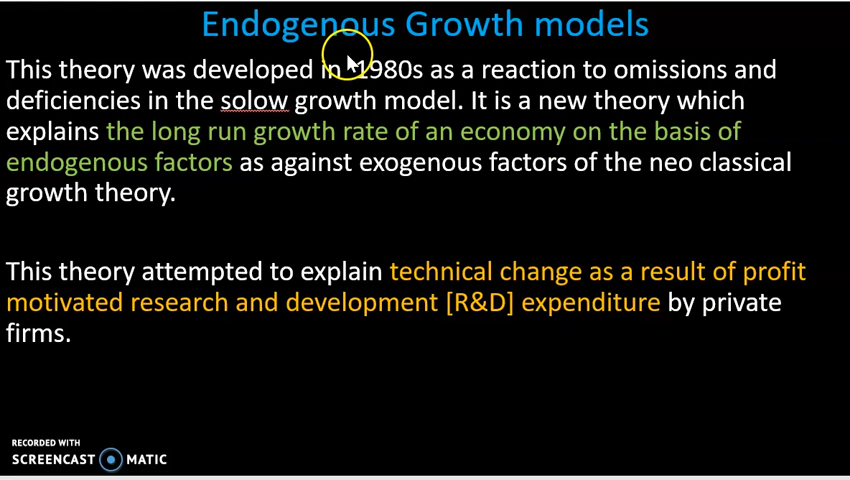 Endogenous Growth models
This theory was developed in 1980s as a reaction to omissions and
deficiencies in the solow growth model. It is a new theory which
explains the long run growth rate of an economy on the basis of
endogenous factors as against exogenous factors of the neo classical
growth theory.
This theory attempted to explain technical change as a result of profit
motivated research and development [R&D] expenditure by private
firms.
RECORDED WITH
SCREENCAST MATIC